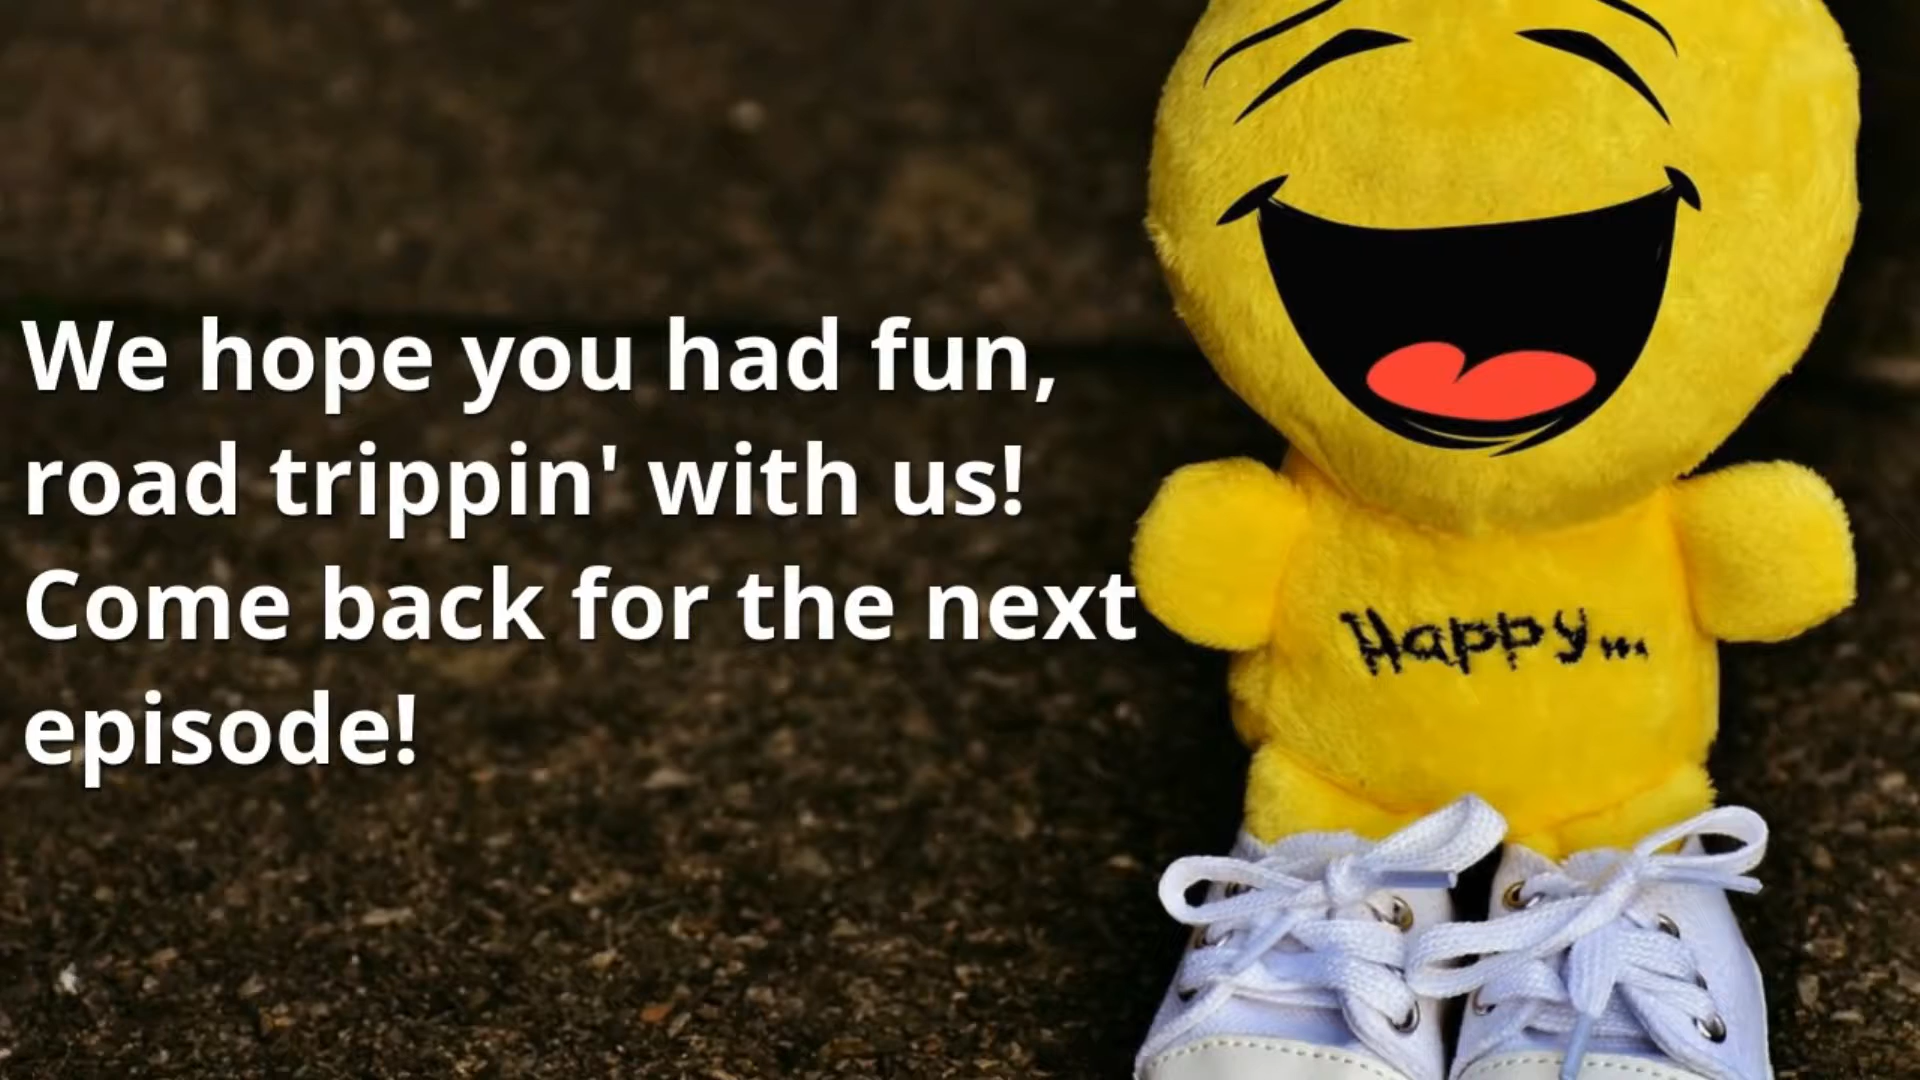 We hope you had fun,
road trippin' with us!
Come back for the next
episode!
Happy...